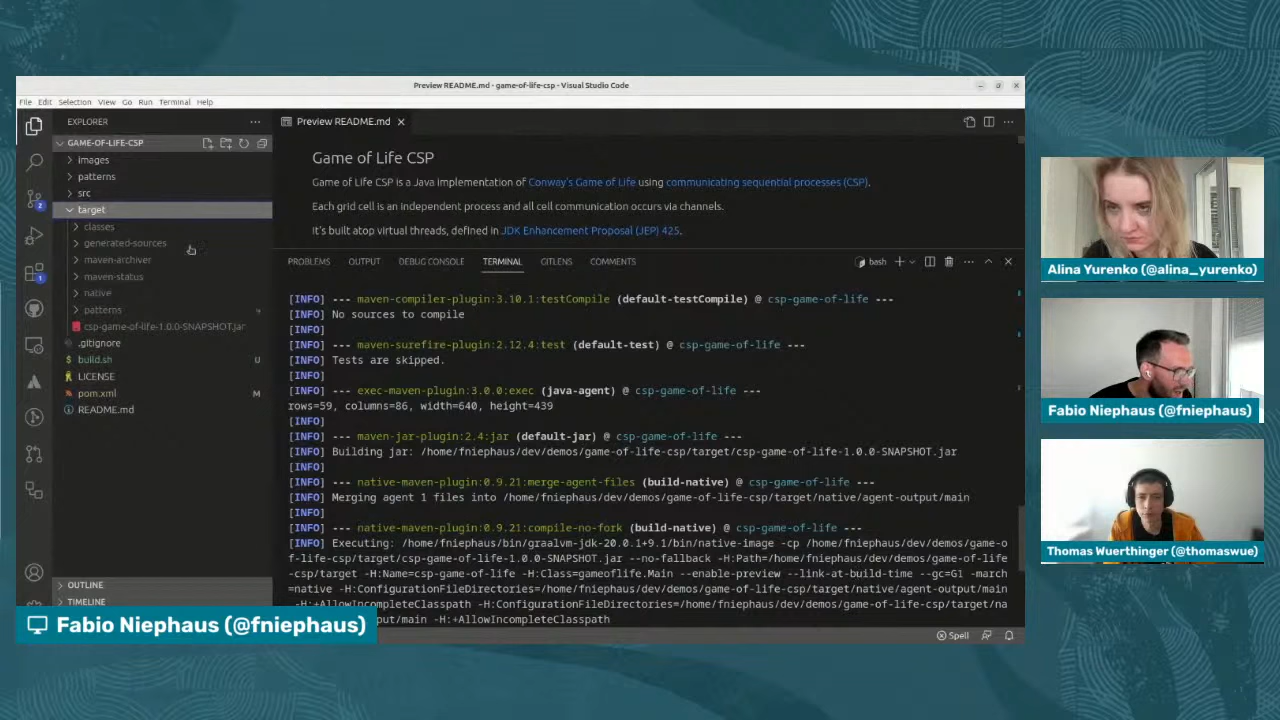 Preview README.md - game-of-life-csp - Visual Studio Code
File Edit Selection View Go Run Terminal Help
EXPLORER
GAME-OF-LIFE-CSP
images
patterns
src
target
classes
generated-sources
maven-archiver
maven-status
native
patterns
csp-game-of-life-1.0.0-SNAPSHOT.jar
.gitignore
build.sh U
LICENSE
pom.xml M
README.md
OUTLINE
TIMELINE
2
1
Preview README.md
Game of Life CSP
Game of Life CSP is a Java implementation of Conway's Game of Life using communicating sequential processes (CSP).
Each grid cell is an independent process and all cell communication occurs via channels.
It's built atop virtual threads, defined in JDK Enhancement Proposal (JEP) 425.
PROBLEMS OUTPUT DEBUG CONSOLE TERMINAL GITLENS COMMENTS bash
[INFO] --- maven-compiler-plugin:3.10.1:testCompile (default-testCompile) @ csp-game-of-life ---
[INFO] No sources to compile
[INFO]
[INFO] --- maven-surefire-plugin:2.12.4:test (default-test) @ csp-game-of-life ---
[INFO] Tests are skipped.
[INFO]
[INFO] --- exec-maven-plugin:3.0.0:exec (java-agent) @ csp-game-of-life ---
rows=59, columns=86, width=640, height=439
[INFO]
[INFO] --- maven-jar-plugin:2.4:jar (default-jar) @ csp-game-of-life ---
[INFO] Building jar: /home/fniephaus/dev/demos/game-of-life-csp/target/csp-game-of-life-1.0.0-SNAPSHOT.jar
[INFO]
[INFO] --- native-maven-plugin:0.9.21:merge-agent-files (build-native) @ csp-game-of-life ---
[INFO] Merging agent 1 files into /home/fniephaus/dev/demos/game-of-life-csp/target/native/agent-output/main
[INFO]
[INFO] --- native-maven-plugin:0.9.21:compile-no-fork (build-native) @ csp-game-of-life ---
[INFO] Executing: /home/fniephaus/bin/graalvm-jdk-20.0.1+9.1/bin/native-image -cp /home/fniephaus/dev/demos/game-o
f-life-csp/target/csp-game-of-life-1.0.0-SNAPSHOT.jar --no-fallback -H:Path=/home/fniephaus/dev/demos/game-of-life
-csp/target -H:Name=csp-game-of-life -H:Class=gameoflife.Main --enable-preview --link-at-build-time --gc=G1 -march
=native -H:ConfigurationFileDirectories=/home/fniephaus/dev/demos/game-of-life-csp/target/native/agent-output/main
-H:+AllowIncompleteClasspath -H:ConfigurationFileDirectories=/home/fniephaus/dev/demos/game-of-life-csp/target/na
put/main -H:+AllowIncompleteClasspath
Spell
Fabio Niephaus (@fniephaus)
Alina Yurenko (@alina_yurenko)
Fabio Niephaus (@fniephaus)
Thomas Wuerthinger (@thomaswue)